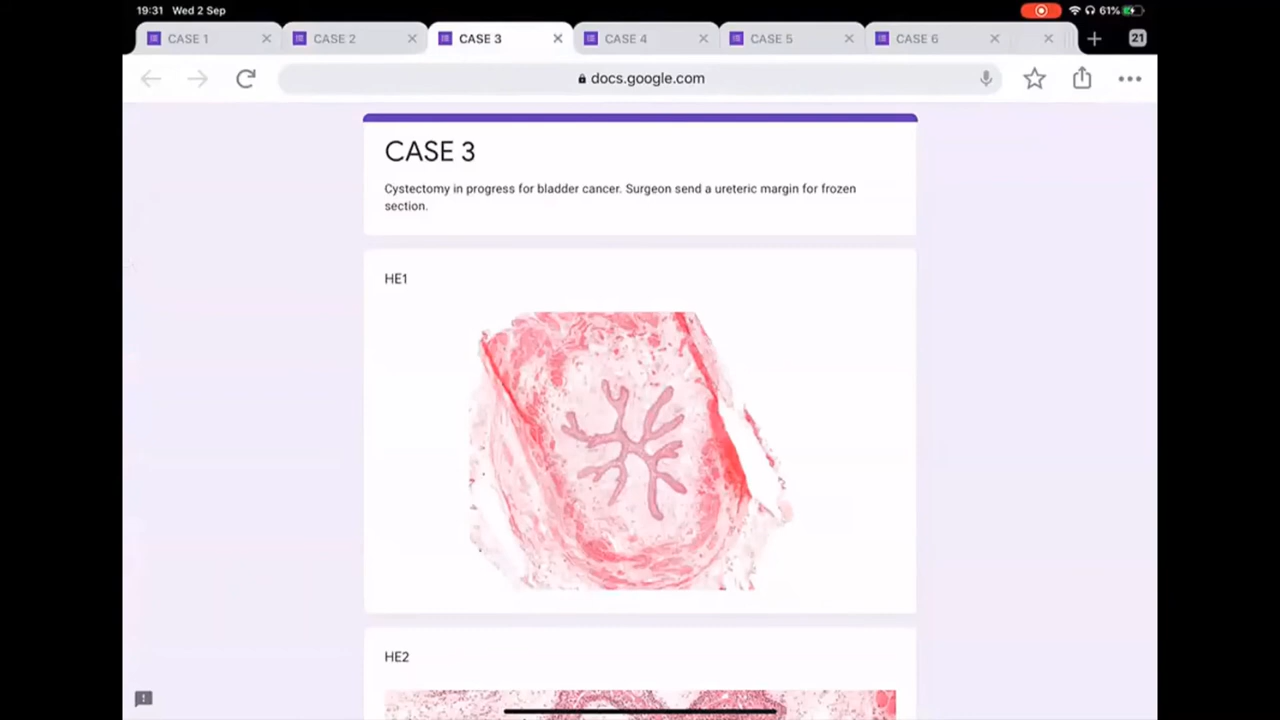 19:31 Wed 2 Sep 61%
CASE 1 CASE 2 CASE 3 CASE 4 CASE 5 CASE 6 21
docs.google.com
CASE 3
Cystectomy in progress for bladder cancer. Surgeon send a ureteric margin for frozen
section.
HE1
HE2